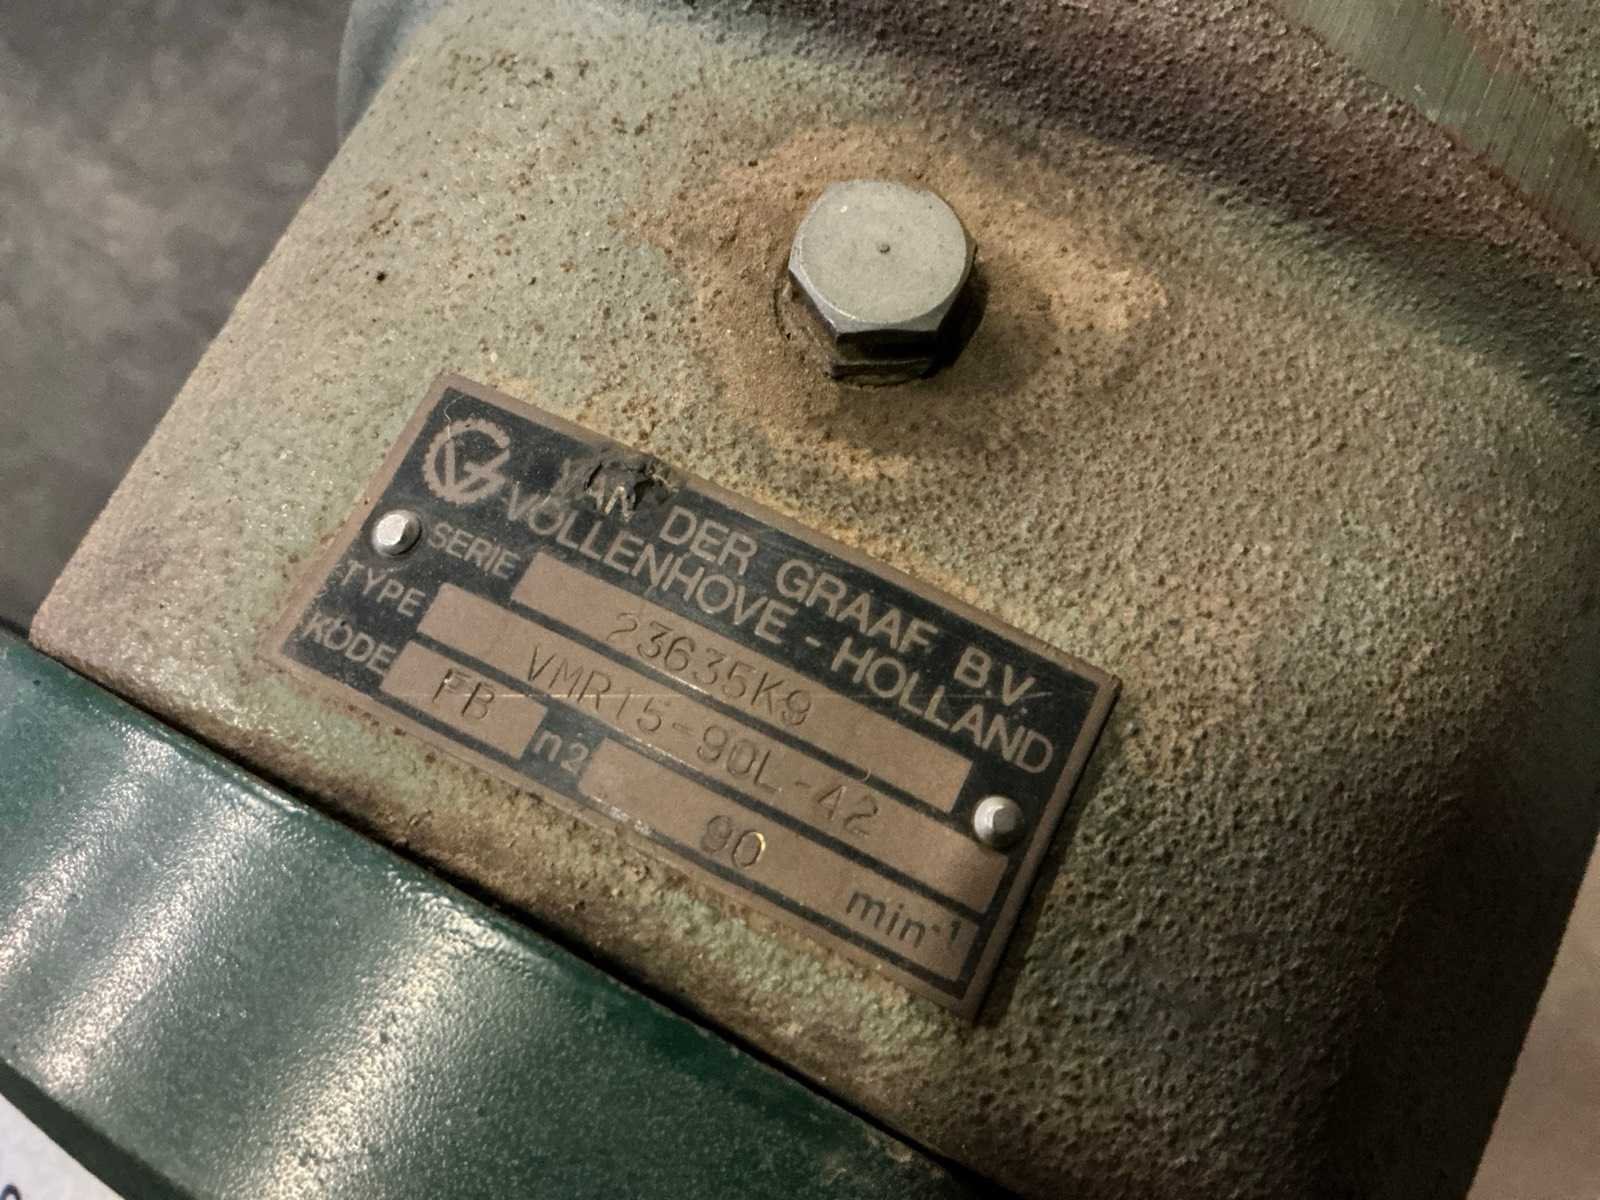 VAN DER GRAAF B.V.
VOLLENHOVE - HOLLAND
SERIE 23635K9
TYPE VMR15-90L-42
KODE FB n2 90 min-1